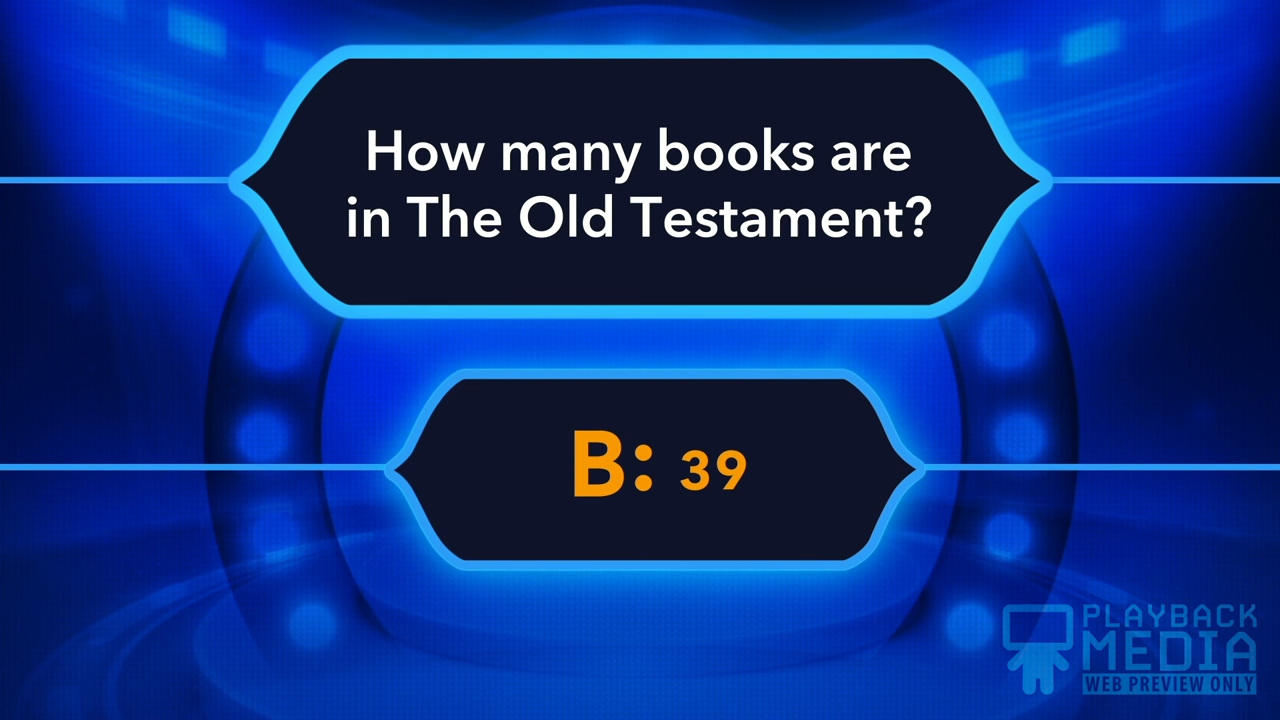 How many books are
in The Old Testament?
B: 39
PLAYBACK
MEDIA
WEB PREVIEW ONLY